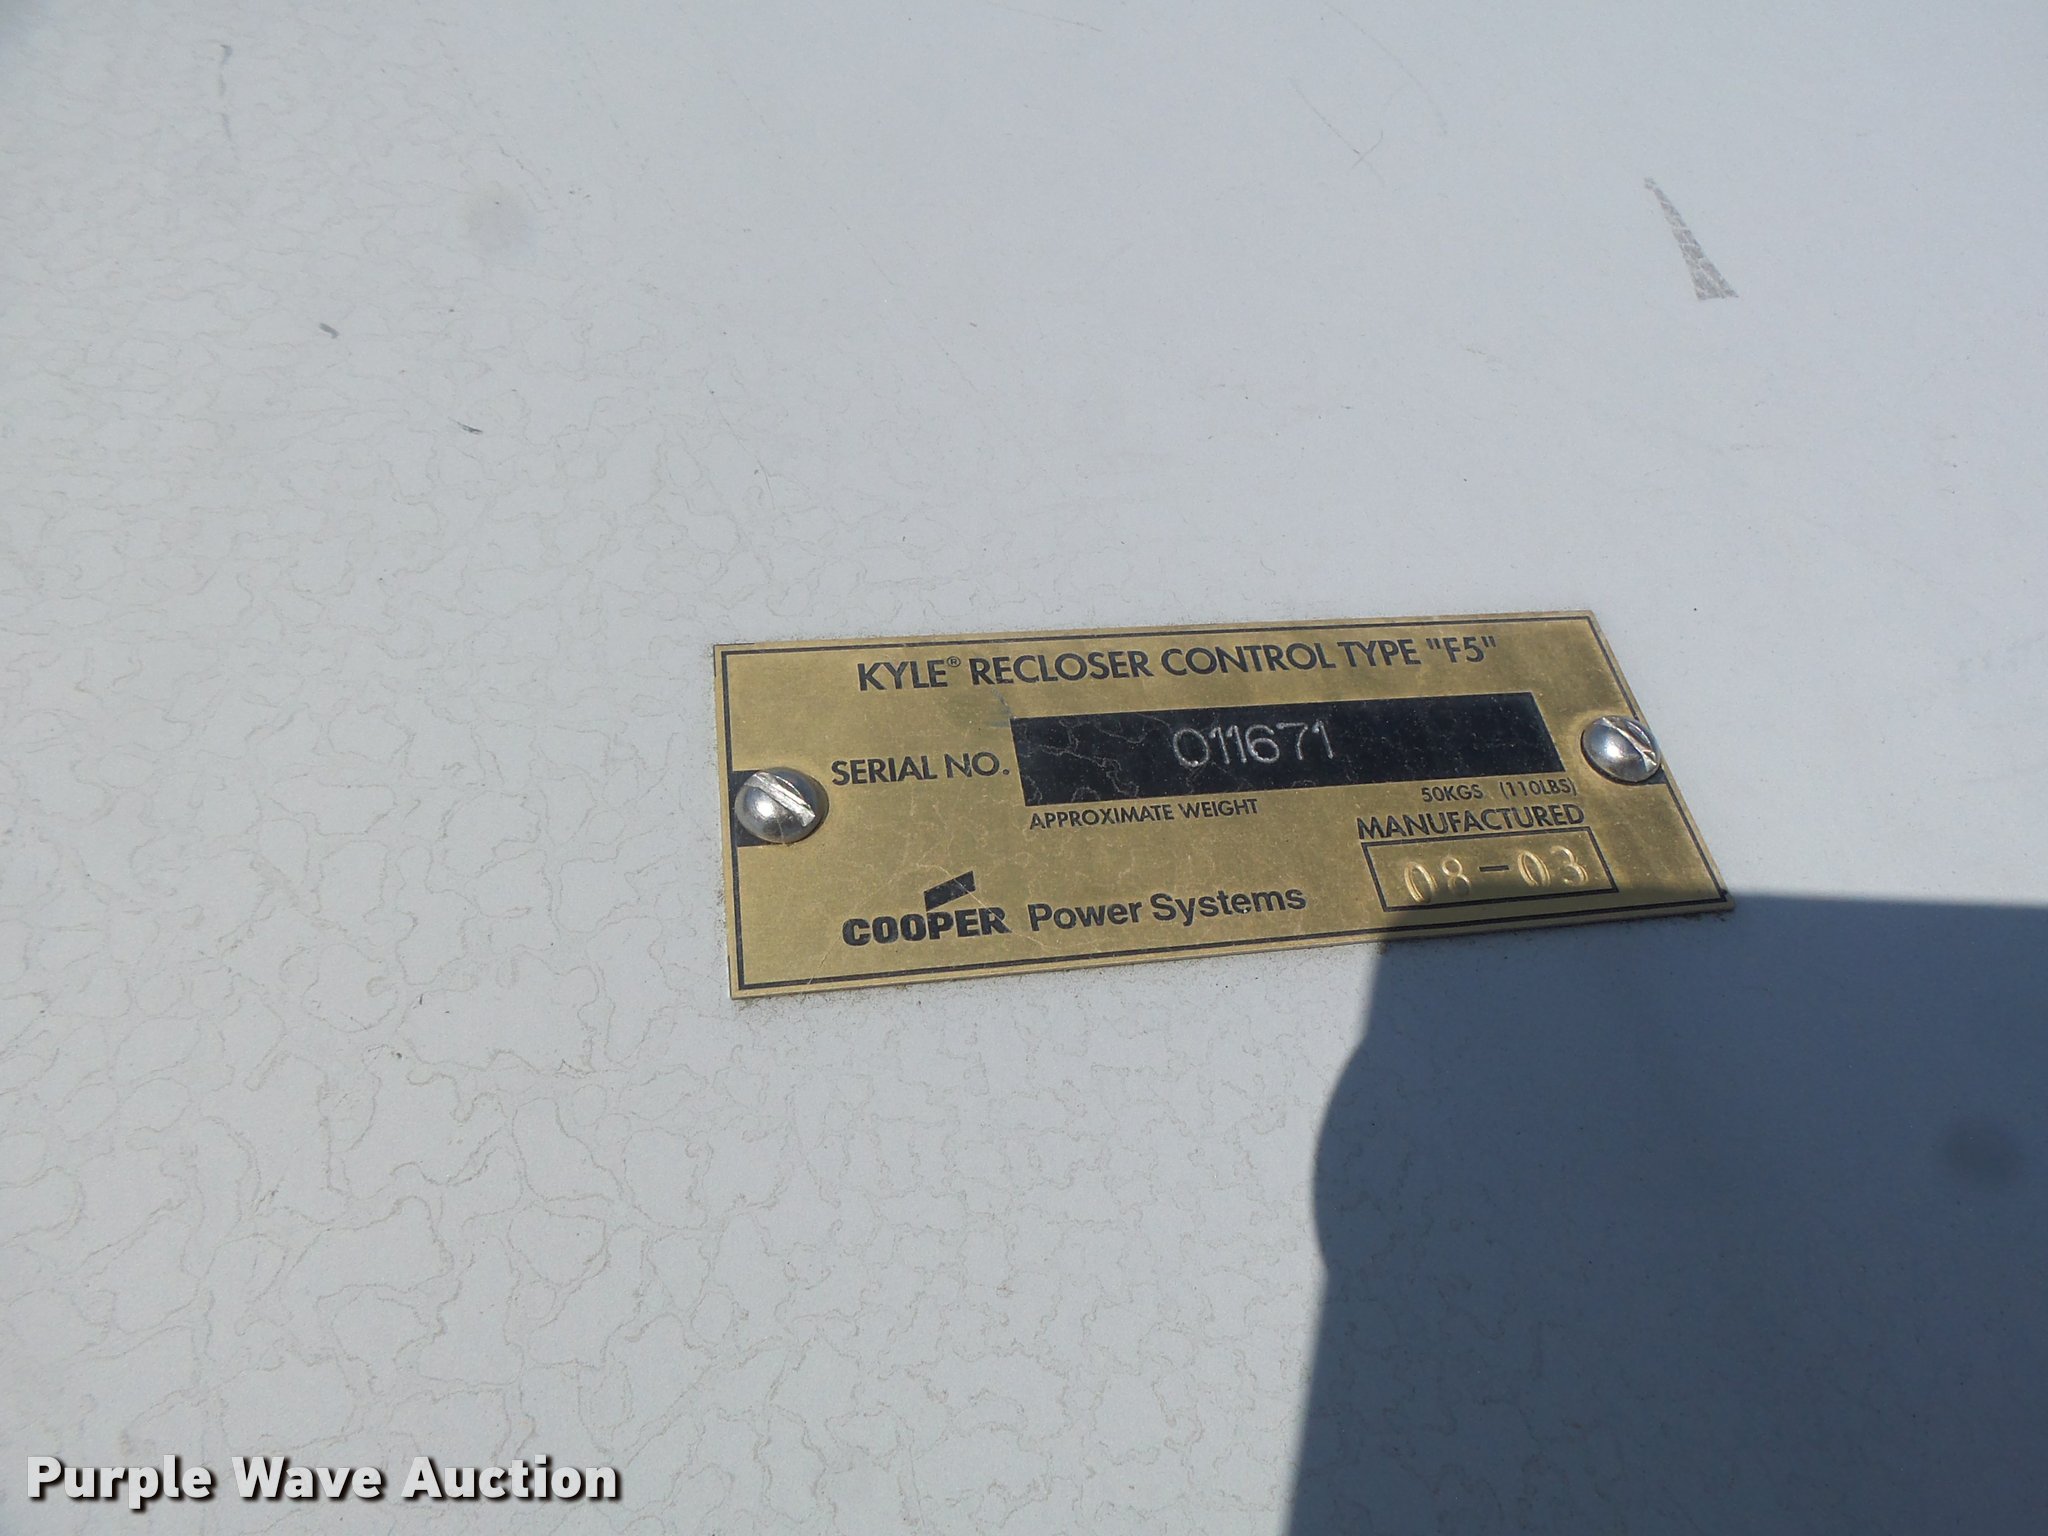 KYLE® RECLOSER CONTROL TYPE "F5"
SERIAL NO. 011671
APPROXIMATE WEIGHT 50KGS (110LBS)
MANUFACTURED
08-03
COOPER Power Systems
Purple Wave Auction